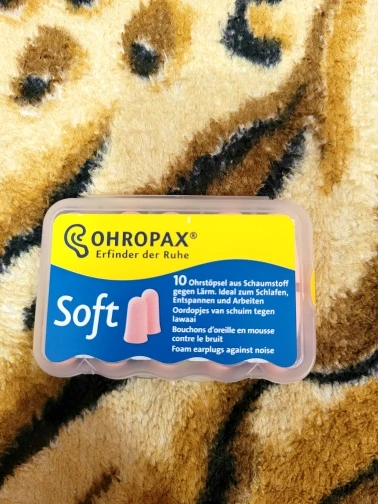 OHROPAX®
Erfinder der Ruhe
Soft
10 Ohrstöpsel aus Schaumstoff
gegen Lärm. Ideal zum Schlafen,
Entspannen und Arbeiten
Oordopjes van schuim tegen
lawaai
Bouchons d'oreille en mousse
contre le bruit
Foam earplugs against noise